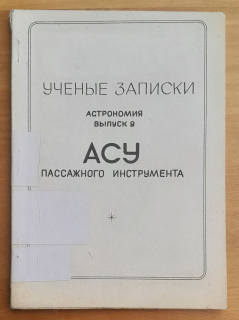 УЧЕНЫЕ ЗАПИСКИ
АСТРОНОМИЯ
ВЫПУСК 9
АСУ
ПАССАЖНОГО ИНСТРУМЕНТА